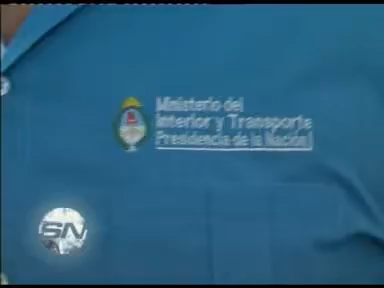 Ministerio del
Interior y Transporte
Presidencia de la Nación
SN